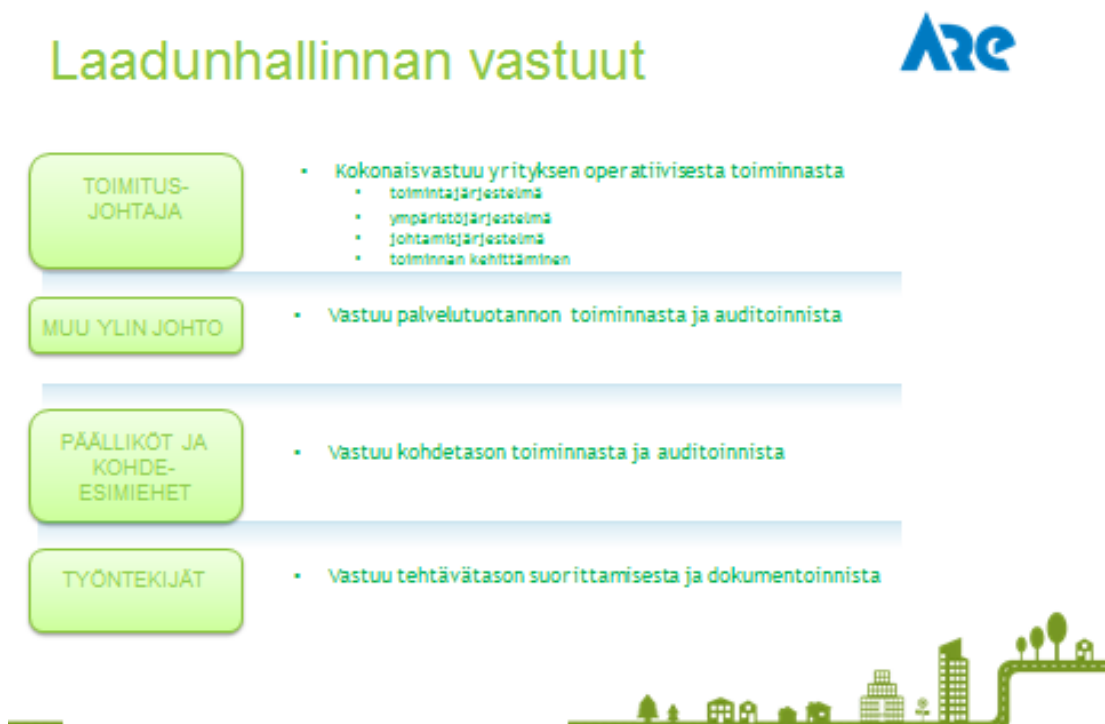 Laadunhallinnan vastuut
Are
TOIMITUS-
JOHTAJA
Kokonaisvastuu yrityksen operatiivisesta toiminnasta
toimintajärjestelmä
ympäristöjärjestelmä
johtamisjärjestelmä
toiminnan kehittäminen
MUU YLIN JOHTO
Vastuu palvelutuotannon toiminnasta ja auditoinnista
PÄÄLLIKÖT JA
KOHDE-
ESIMIEHET
Vastuu kohdetason toiminnasta ja auditoinnista
TYÖNTEKIJÄT
Vastuu tehtävätason suorittamisesta ja dokumentoinnista